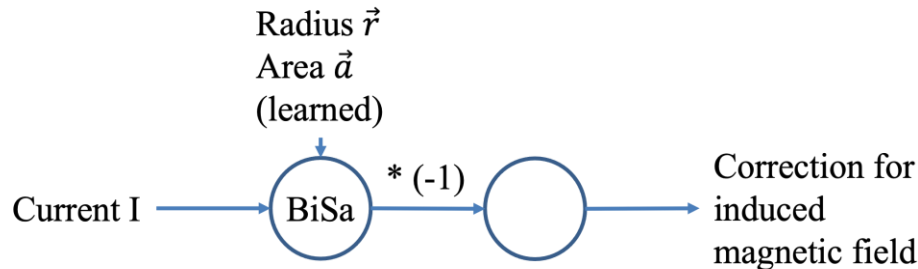 Radius r⃗
Area a⃗
(learned)
* (-1)
Current I
BiSa
Correction for
induced
magnetic field